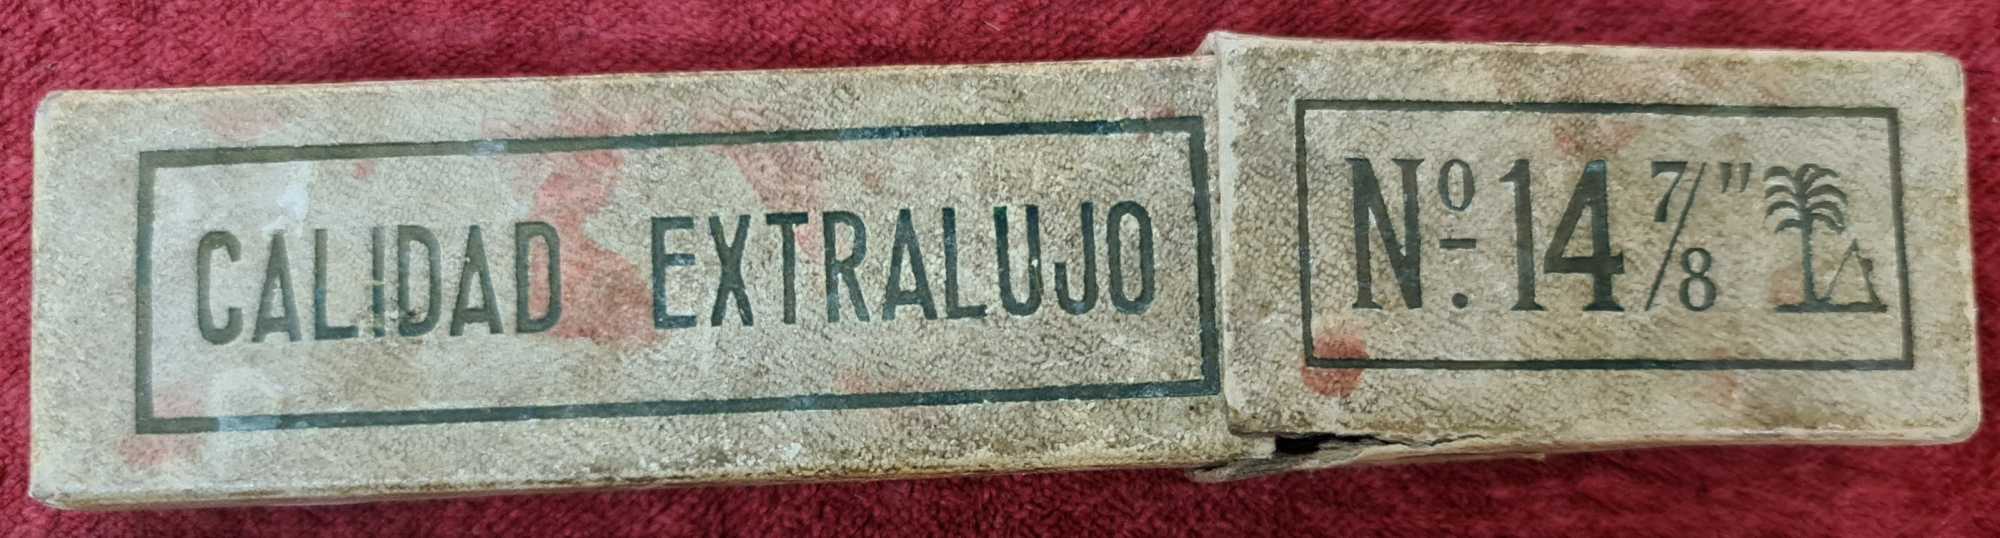 CALIDAD EXTRALUJO
Nº. 14 7/8"